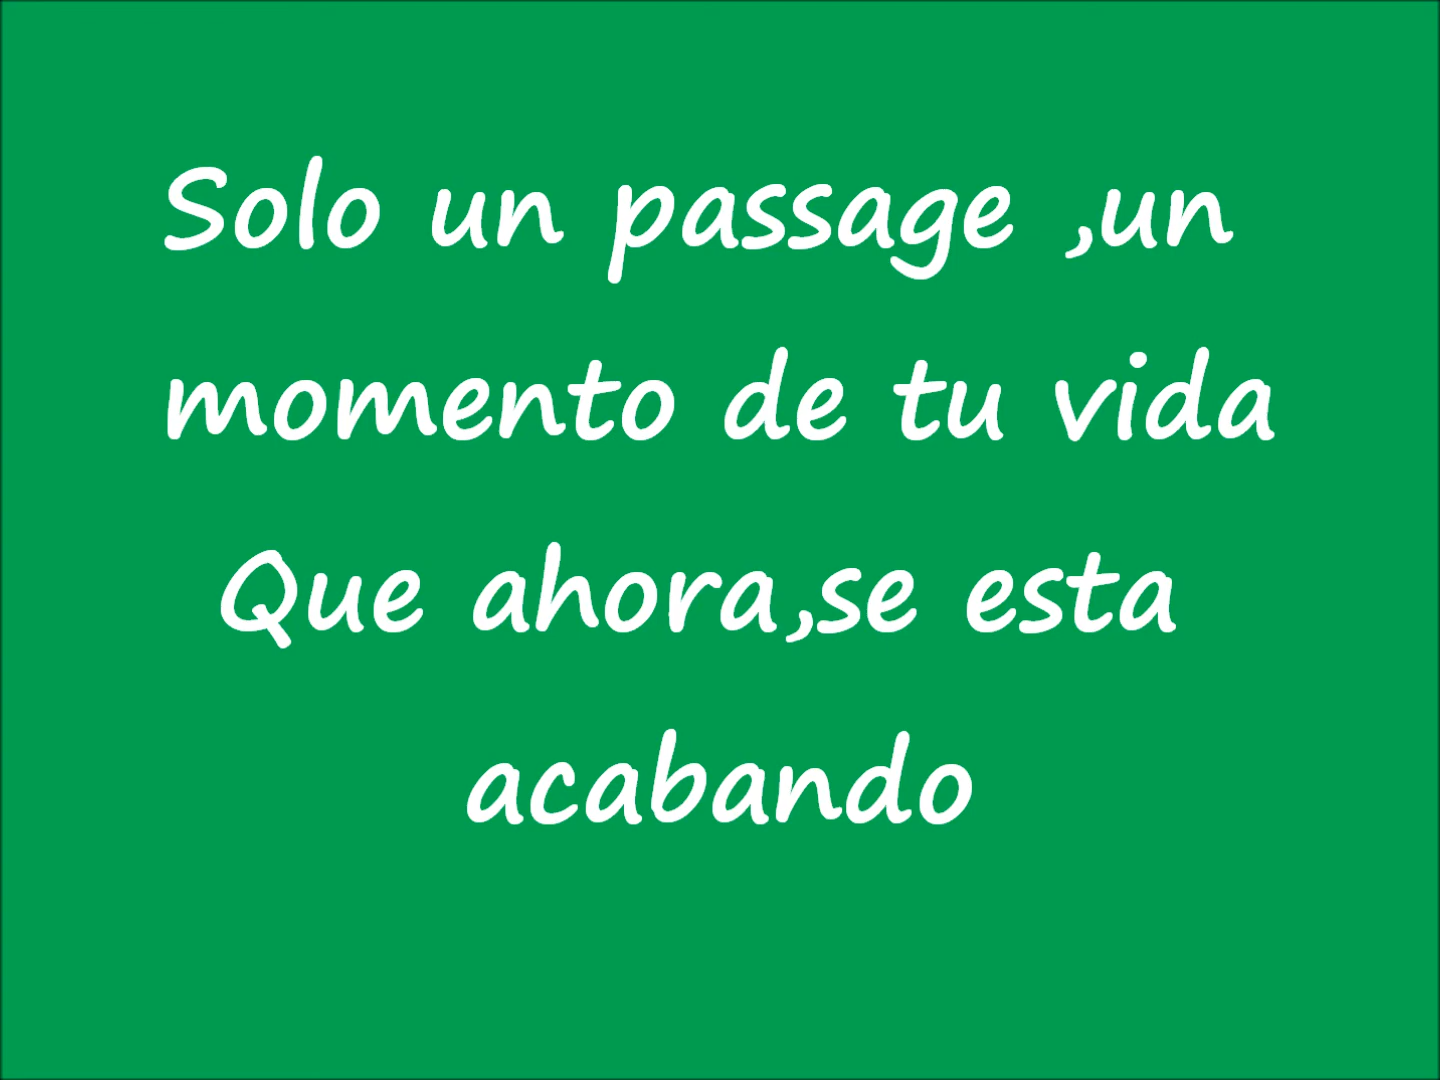 Solo un passage ,un
momento de tu vida
Que ahora,se esta
acabando